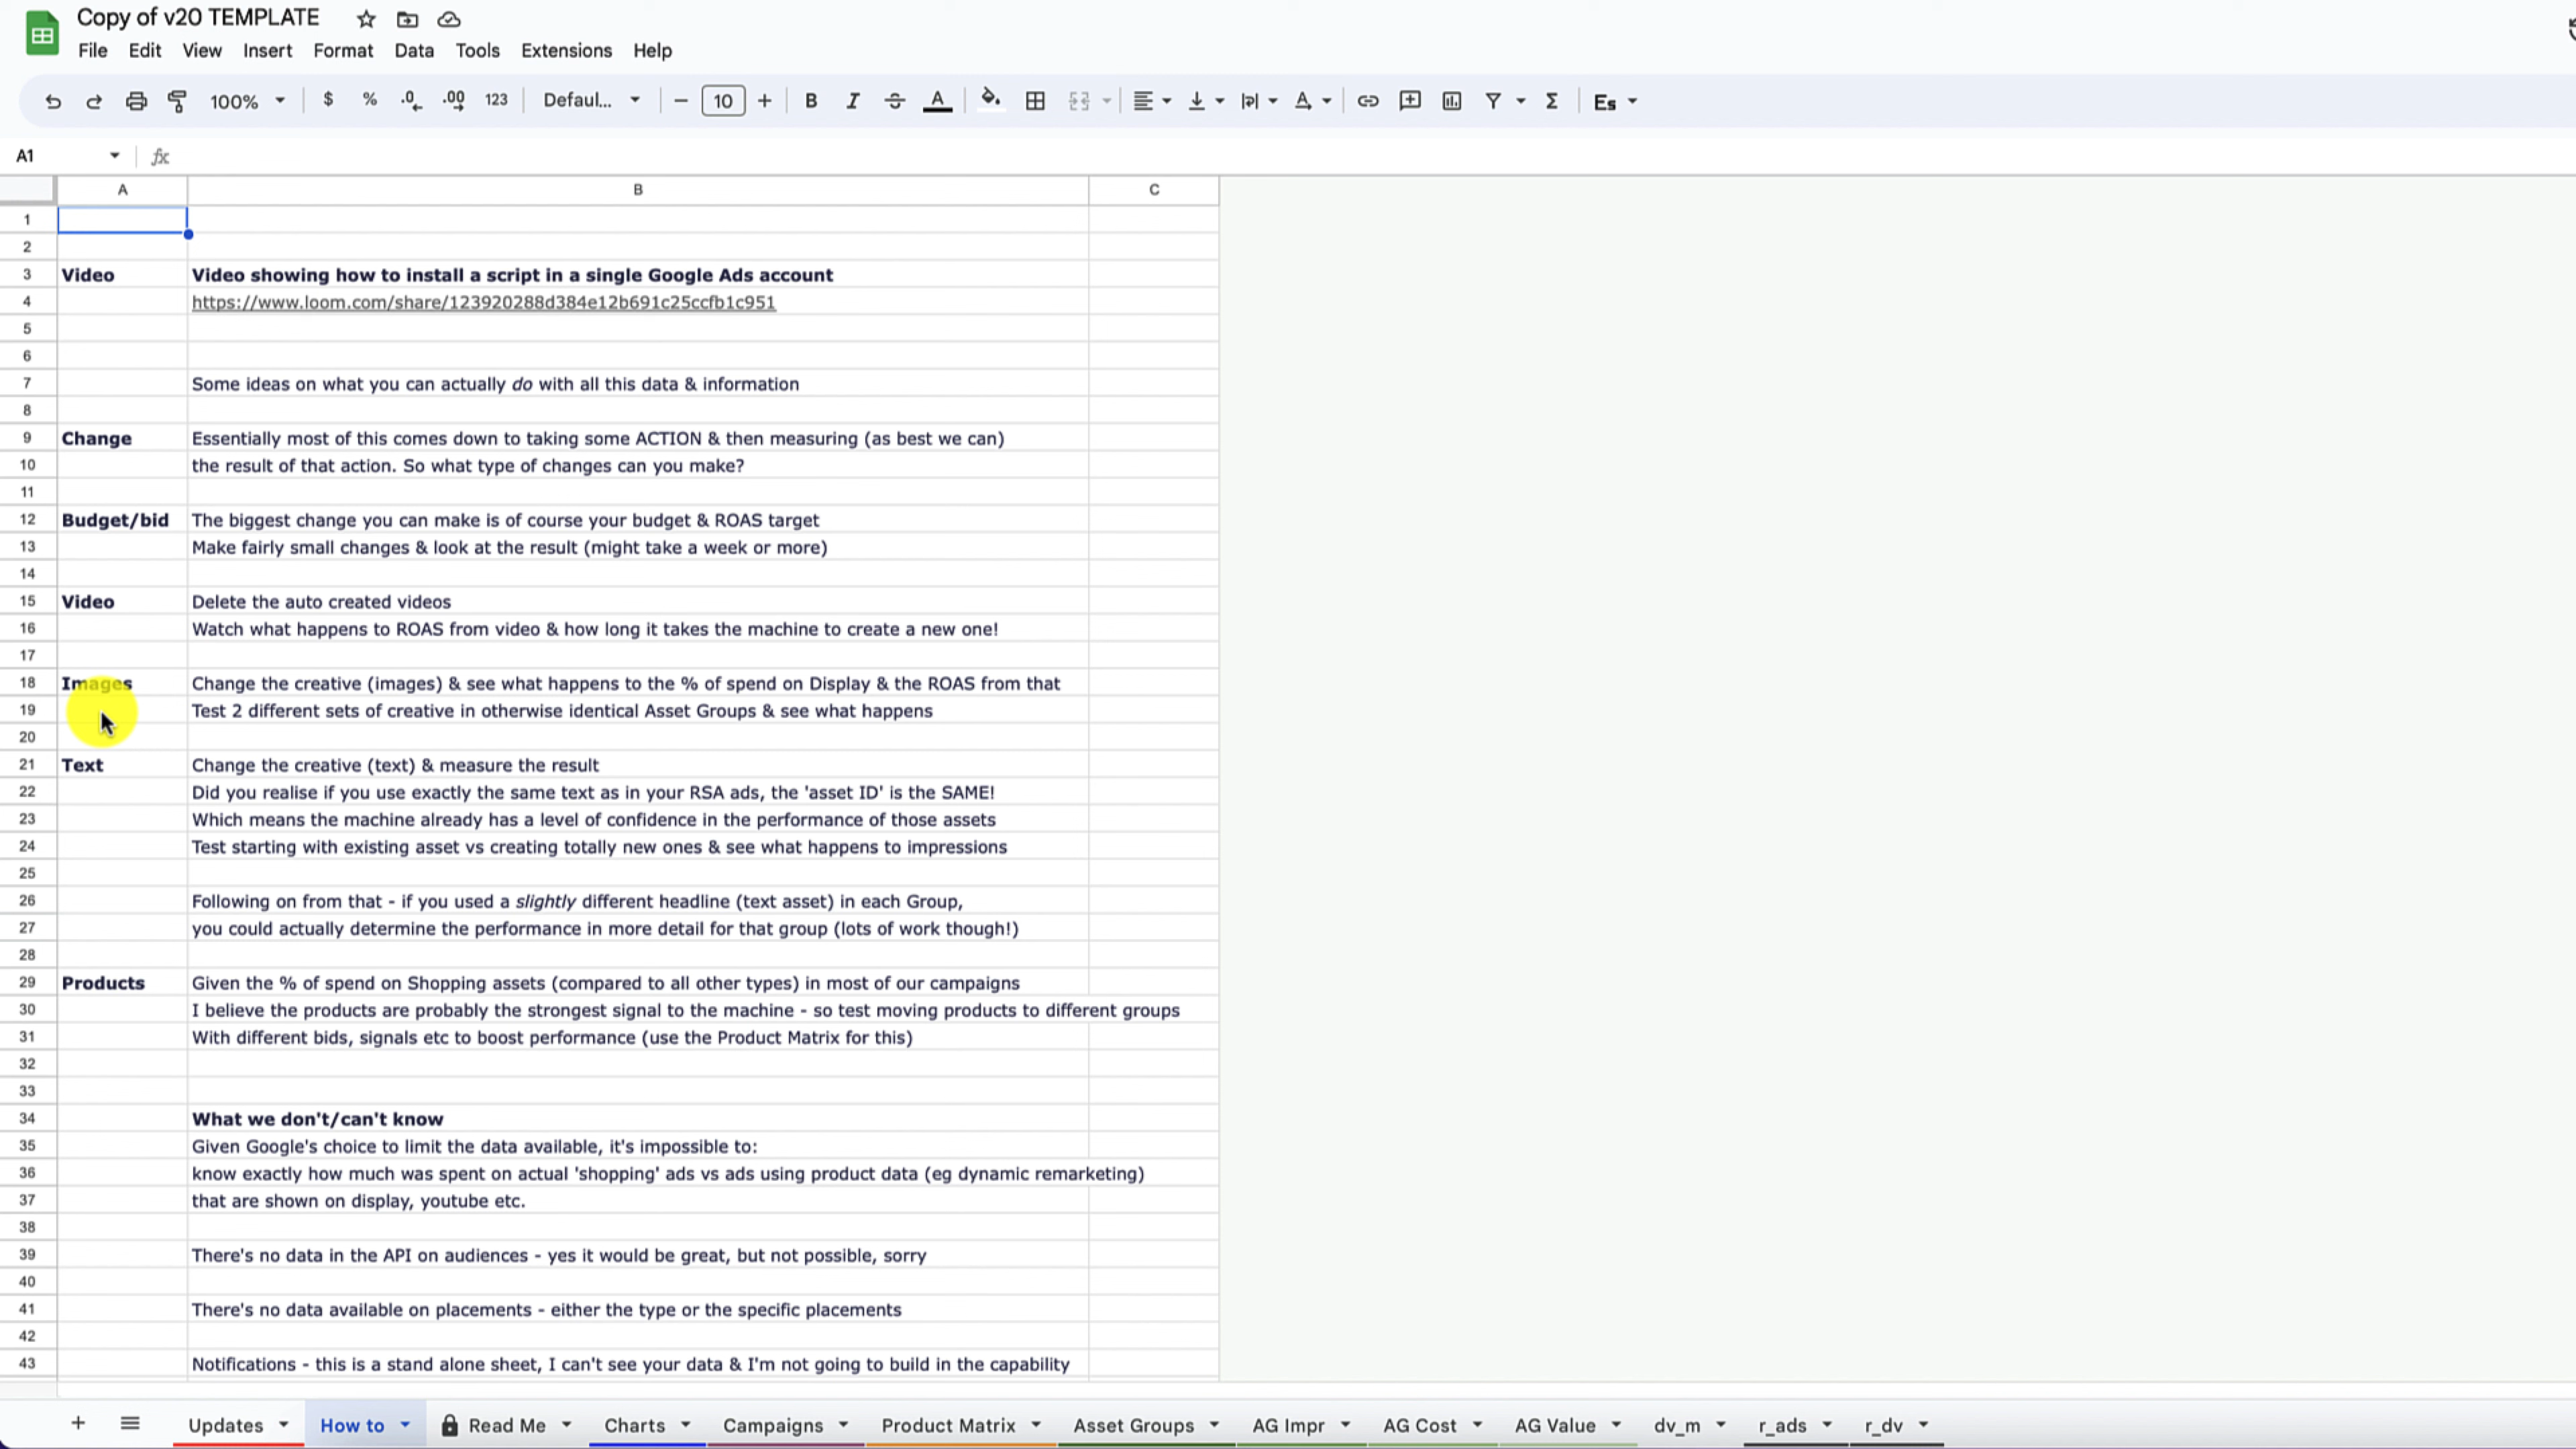 Copy of v20 TEMPLATE
File Edit View Insert Format Data Tools Extensions Help
100% $ % .0 .00 123 Defaul... 10 B I A Σ Es
A1 fx
A B C
1
2
3 Video Video showing how to install a script in a single Google Ads account
4 https://www.loom.com/share/123920288d384e12b691c25ccfb1c951
5
6
7 Some ideas on what you can actually do with all this data & information
8
9 Change Essentially most of this comes down to taking some ACTION & then measuring (as best we can)
10 the result of that action. So what type of changes can you make?
11
12 Budget/bid The biggest change you can make is of course your budget & ROAS target
13 Make fairly small changes & look at the result (might take a week or more)
14
15 Video Delete the auto created videos
16 Watch what happens to ROAS from video & how long it takes the machine to create a new one!
17
18 Images Change the creative (images) & see what happens to the % of spend on Display & the ROAS from that
19 Test 2 different sets of creative in otherwise identical Asset Groups & see what happens
20
21 Text Change the creative (text) & measure the result
22 Did you realise if you use exactly the same text as in your RSA ads, the 'asset ID' is the SAME!
23 Which means the machine already has a level of confidence in the performance of those assets
24 Test starting with existing asset vs creating totally new ones & see what happens to impressions
25
26 Following on from that - if you used a slightly different headline (text asset) in each Group,
27 you could actually determine the performance in more detail for that group (lots of work though!)
28
29 Products Given the % of spend on Shopping assets (compared to all other types) in most of our campaigns
30 I believe the products are probably the strongest signal to the machine - so test moving products to different groups
31 With different bids, signals etc to boost performance (use the Product Matrix for this)
32
33
34 What we don't/can't know
35 Given Google's choice to limit the data available, it's impossible to:
36 know exactly how much was spent on actual 'shopping' ads vs ads using product data (eg dynamic remarketing)
37 that are shown on display, youtube etc.
38
39 There's no data in the API on audiences - yes it would be great, but not possible, sorry
40
41 There's no data available on placements - either the type or the specific placements
42
43 Notifications - this is a stand alone sheet, I can't see your data & I'm not going to build in the capability
Updates How to Read Me Charts Campaigns Product Matrix Asset Groups AG Impr AG Cost AG Value dv_m r_ads r_dv